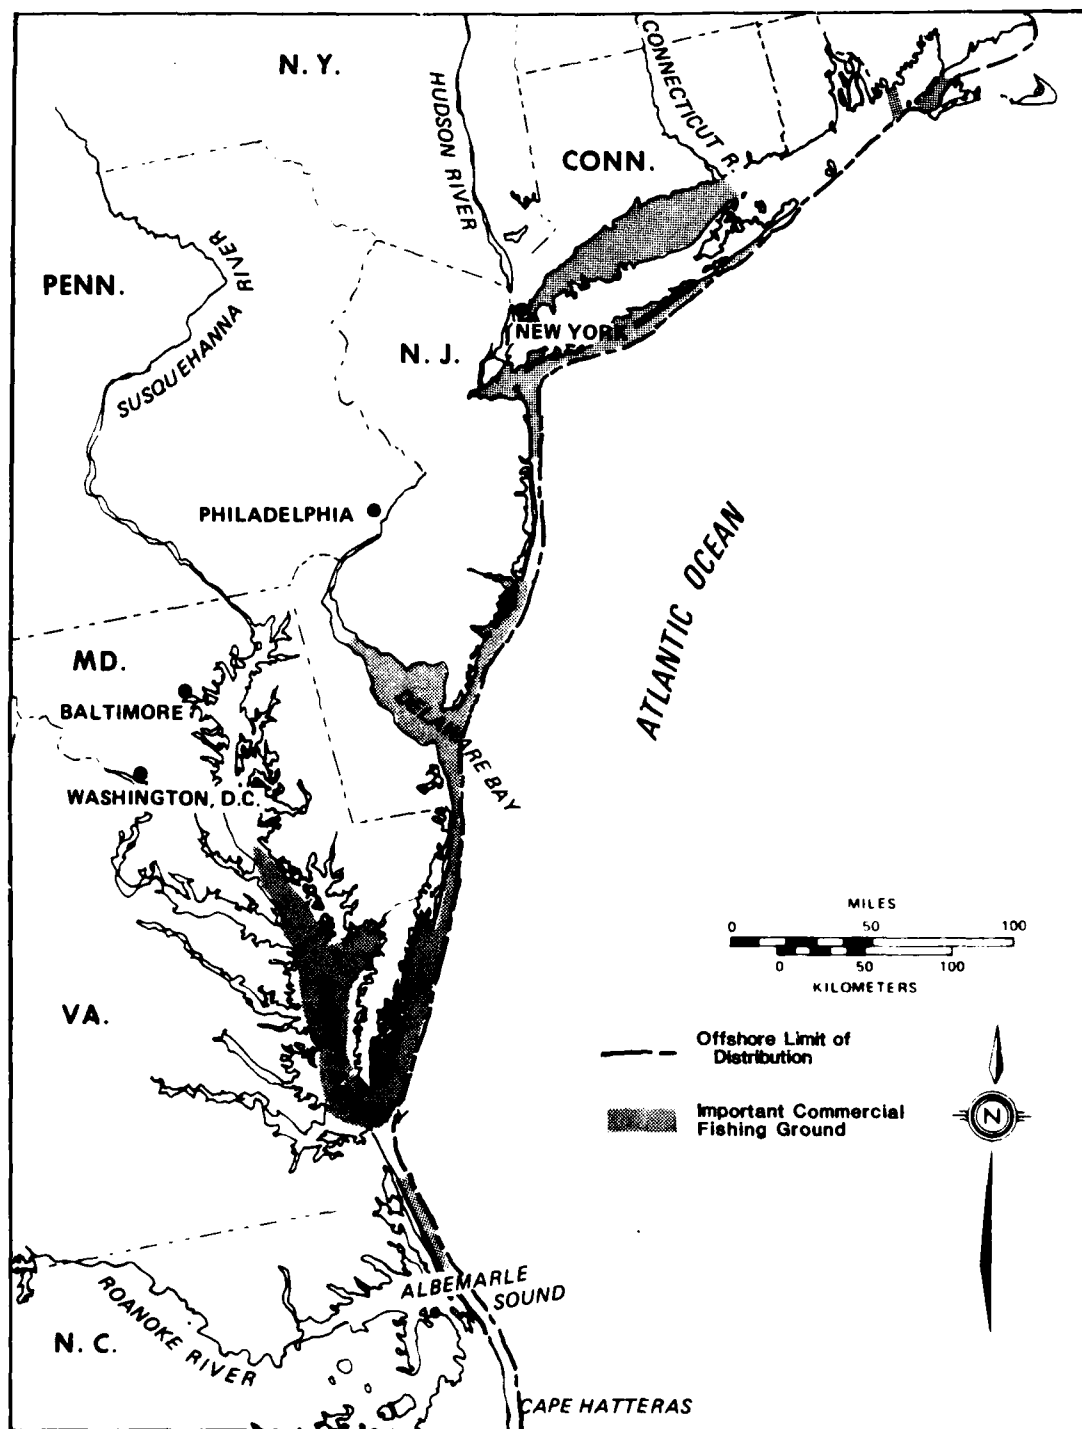 N. Y.
HUDSON RIVER
CONNECTICUT R.
CONN.
PENN.
SUSQUEHANNA RIVER
NEW YORK
N. J.
PHILADELPHIA
ATLANTIC OCEAN
MD.
BALTIMORE
DELAWARE BAY
WASHINGTON, D.C.
MILES
0 50 100
0 50 100
KILOMETERS
VA.
Offshore Limit of
Distribution
Important Commercial
Fishing Ground
N
ALBEMARLE
SOUND
ROANOKE RIVER
N. C.
CAPE HATTERAS